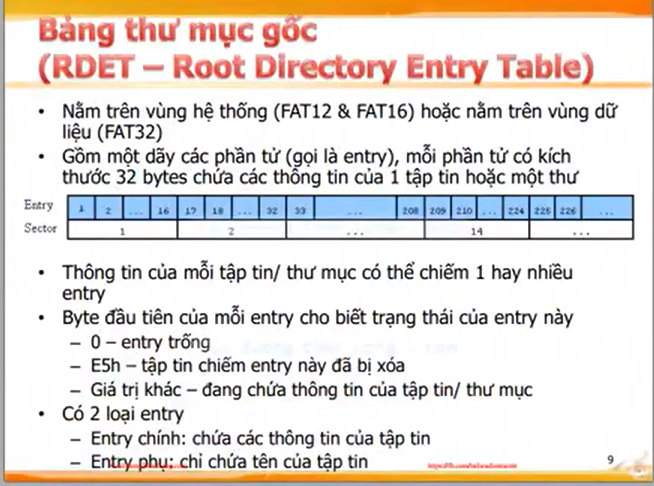 Bảng thư mục gốc
(RDET – Root Directory Entry Table)
• Nằm trên vùng hệ thống (FAT12 & FAT16) hoặc nằm trên vùng dữ
liệu (FAT32)
• Gồm một dãy các phần tử (gọi là entry), mỗi phần tử có kích
thước 32 bytes chứa các thông tin của 1 tập tin hoặc một thư
Entry 1 2 ... 16 17 18 ... 32 33 ... 208 209 210 ... 224 225 226 ...
Sector 1 2 ... 14 ...
• Thông tin của mỗi tập tin/ thư mục có thể chiếm 1 hay nhiều
entry
• Byte đầu tiên của mỗi entry cho biết trạng thái của entry này
– 0 – entry trống
– E5h – tập tin chiếm entry này đã bị xóa
– Giá trị khác – đang chứa thông tin của tập tin/ thư mục
• Có 2 loại entry
– Entry chính: chứa các thông tin của tập tin
– Entry phụ: chỉ chứa tên của tập tin
9